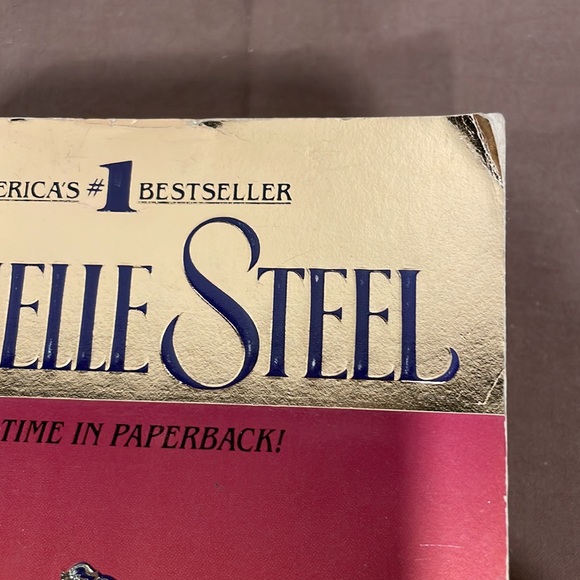 ERICA'S #1 BESTSELLER
ELLE STEEL
TIME IN PAPERBACK!